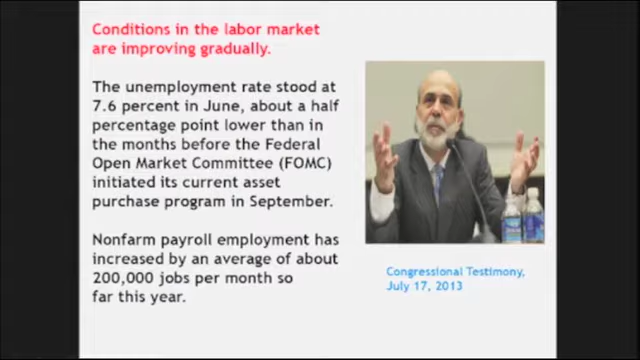 Conditions in the labor market
are improving gradually.
The unemployment rate stood at
7.6 percent in June, about a half
percentage point lower than in
the months before the Federal
Open Market Committee (FOMC)
initiated its current asset
purchase program in September.
Nonfarm payroll employment has
increased by an average of about
200,000 jobs per month so
far this year.
Congressional Testimony,
July 17, 2013